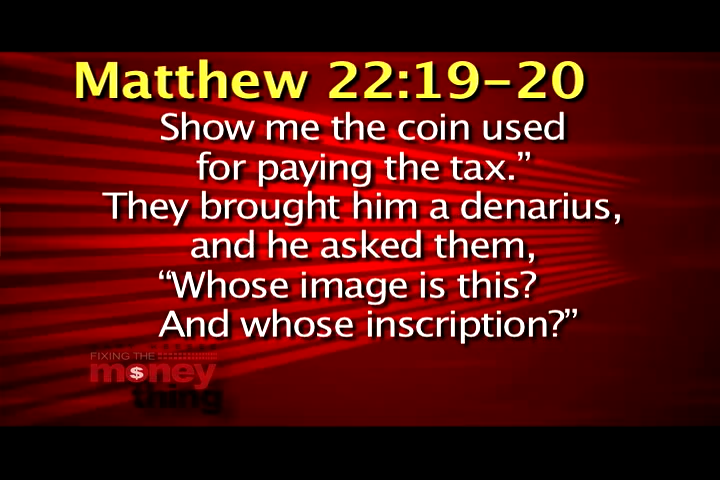 Matthew 22:19–20
Show me the coin used
for paying the tax.”
They brought him a denarius,
and he asked them,
“Whose image is this?
And whose inscription?”
FIXING THE
m$ney
thing